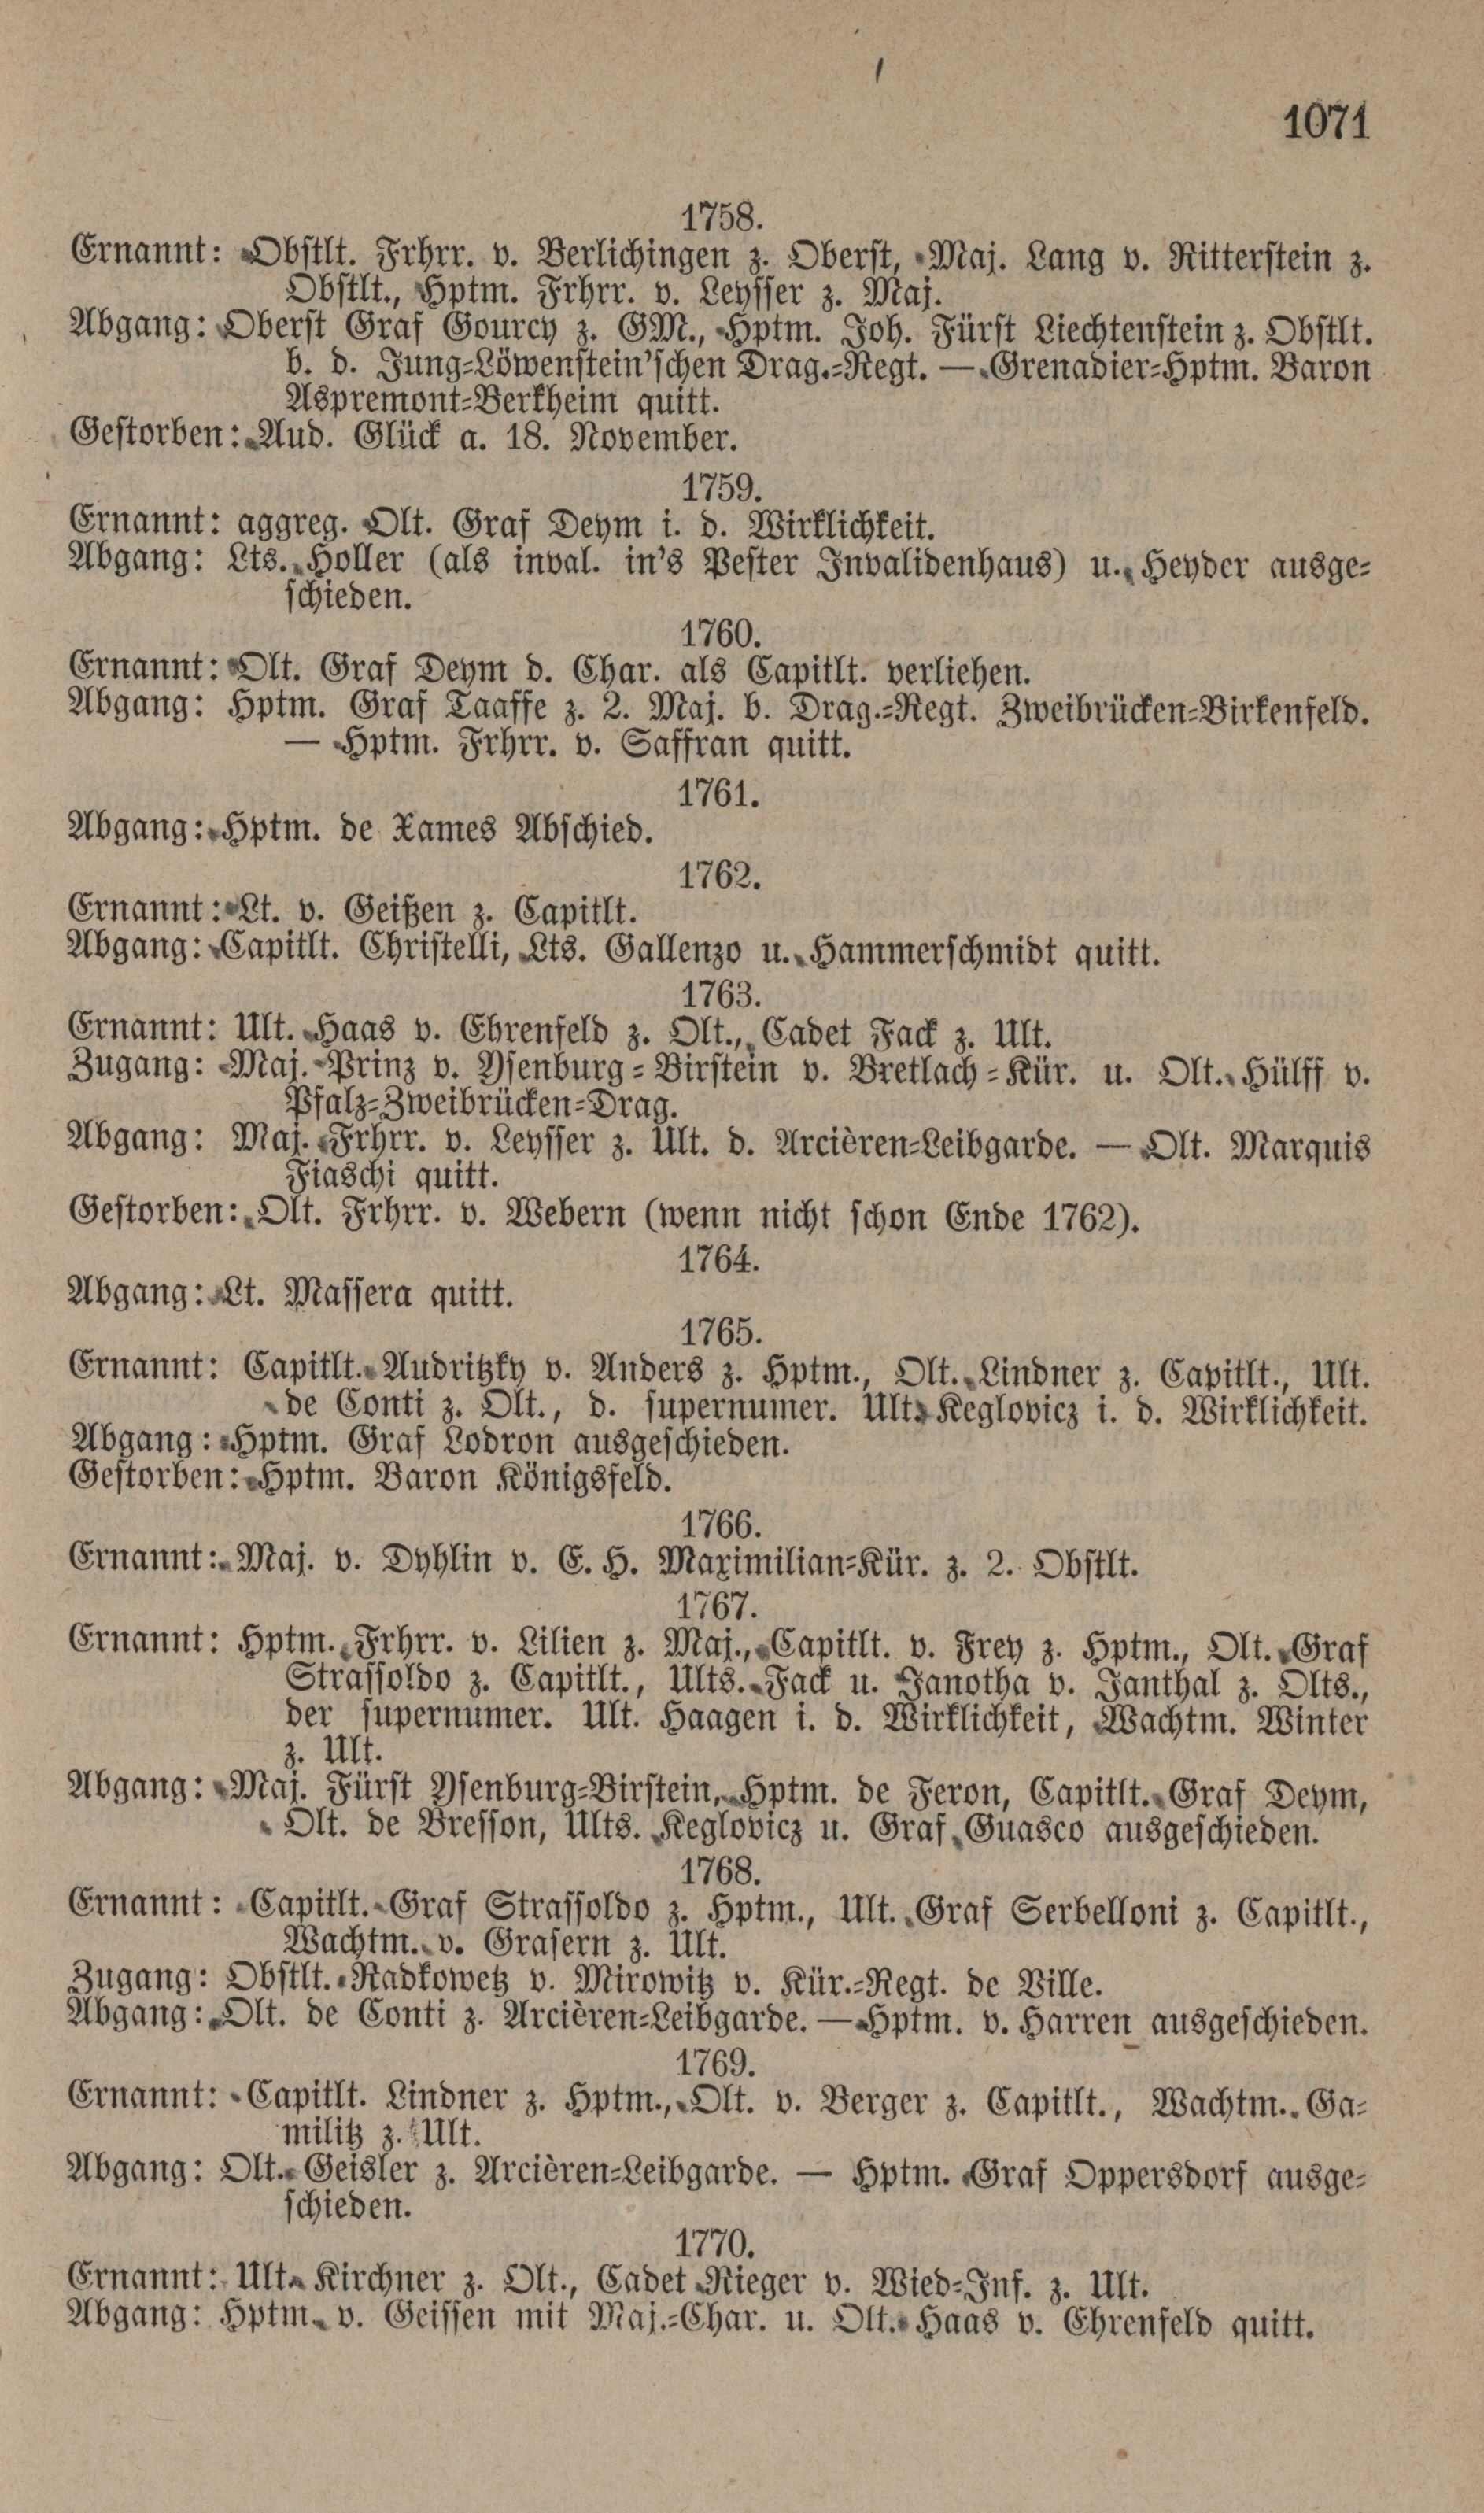 1071
1758.
Ernannt: Obstlt. Frhrr. v. Berlichingen z. Oberst, Maj. Lang v. Ritterstein z.
Obstlt., Hptm. Frhrr. v. Leysser z. Maj.
Abgang: Oberst Graf Gourcy z. GM., Hptm. Joh. Fürst Liechtenstein z. Obstlt.
b. d. Jung-Löwenstein'schen Drag.-Regt. — Grenadier-Hptm. Baron
Aspremont-Berkheim quitt.
Gestorben: Aud. Glück a. 18. November.
1759.
Ernannt: aggreg. Olt. Graf Deym i. d. Wirklichkeit.
Abgang: Lts. Holler (als inval. in's Pester Invalidenhaus) u. Heyder ausge-
schieden.
1760.
Ernannt: Olt. Graf Deym d. Char. als Capitlt. verliehen.
Abgang: Hptm. Graf Taaffe z. 2. Maj. b. Drag.-Regt. Zweibrücken-Birkenfeld.
— Hptm. Frhrr. v. Saffran quitt.
1761.
Abgang: Hptm. de Xames Abschied.
1762.
Ernannt: Lt. v. Geißen z. Capitlt.
Abgang: Capitlt. Christelli, Lts. Gallenzo u. Hammerschmidt quitt.
1763.
Ernannt: Ult. Haas v. Ehrenfeld z. Olt., Cadet Fack z. Ult.
Zugang: Maj. Prinz v. Ysenburg-Birstein v. Bretlach-Kür. u. Olt. Hülff v.
Pfalz-Zweibrücken-Drag.
Abgang: Maj. Frhrr. v. Leysser z. Ult. d. Arcièren-Leibgarde. — Olt. Marquis
Fiaschi quitt.
Gestorben: Olt. Frhrr. v. Webern (wenn nicht schon Ende 1762).
1764.
Abgang: Lt. Massera quitt.
1765.
Ernannt: Capitlt. Audritzky v. Anders z. Hptm., Olt. Lindner z. Capitlt., Ult.
de Conti z. Olt., d. supernumer. Ult. Keglovicz i. d. Wirklichkeit.
Abgang: Hptm. Graf Lodron ausgeschieden.
Gestorben: Hptm. Baron Königsfeld.
1766.
Ernannt: Maj. v. Dyhlin v. E. H. Maximilian-Kür. z. 2. Obstlt.
1767.
Ernannt: Hptm. Frhrr. v. Lilien z. Maj., Capitlt. v. Frey z. Hptm., Olt. Graf
Strassoldo z. Capitlt., Ults. Fack u. Janotha v. Janthal z. Olts.,
der supernumer. Ult. Haagen i. d. Wirklichkeit, Wachtm. Winter
z. Ult.
Abgang: Maj. Fürst Ysenburg-Birstein, Hptm. de Feron, Capitlt. Graf Deym,
Olt. de Bresson, Ults. Keglovicz u. Graf Guasco ausgeschieden.
1768.
Ernannt: Capitlt. Graf Strassoldo z. Hptm., Ult. Graf Serbelloni z. Capitlt.,
Wachtm. v. Grasern z. Ult.
Zugang: Obstlt. Radkowetz v. Mirowitz v. Kür.-Regt. de Ville.
Abgang: Olt. de Conti z. Arcièren-Leibgarde. — Hptm. v. Harren ausgeschieden.
1769.
Ernannt: Capitlt. Lindner z. Hptm., Olt. v. Berger z. Capitlt., Wachtm. Ga-
militz z. Ult.
Abgang: Olt. Geisler z. Arcièren-Leibgarde. — Hptm. Graf Oppersdorf ausge-
schieden.
1770.
Ernannt: Ult. Kirchner z. Olt., Cadet Rieger v. Wied-Inf. z. Ult.
Abgang: Hptm. v. Geissen mit Maj.-Char. u. Olt. Haas v. Ehrenfeld quitt.